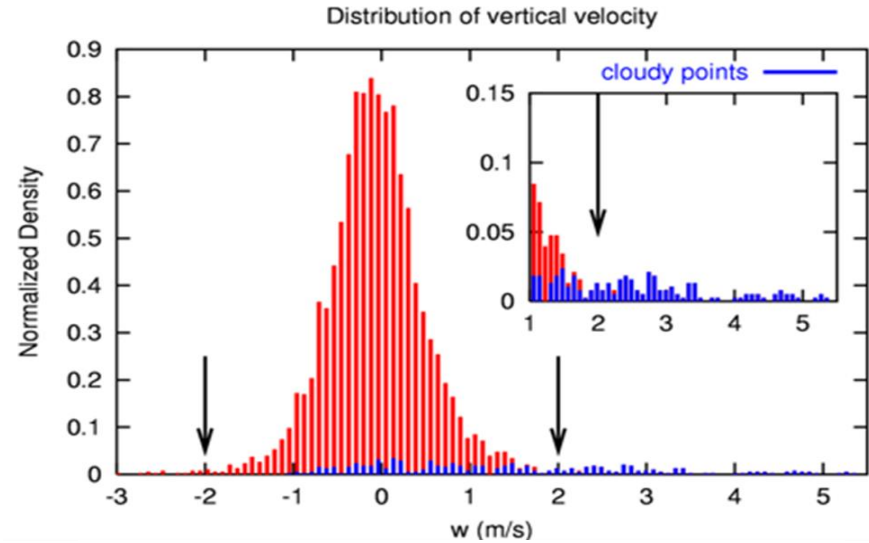 Distribution of vertical velocity
0.9
0.8
0.7
0.6
0.5
0.4
0.3
0.2
0.1
0
Normalized Density
-3 -2 -1 0 1 2 3 4 5
w (m/s)
cloudy points
0.15
0.1
0.05
0
1 2 3 4 5